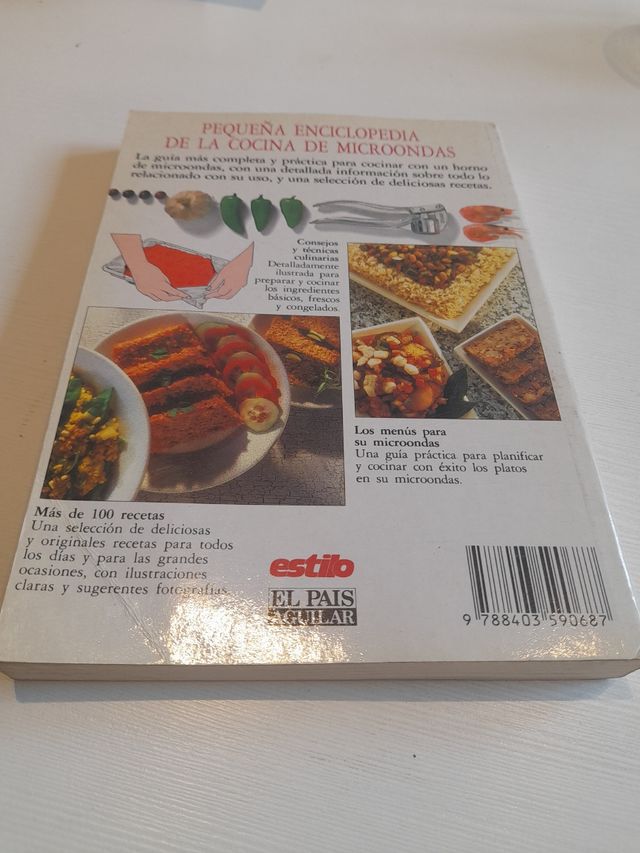 PEQUEÑA ENCICLOPEDIA
DE LA COCINA DE MICROONDAS
La guía más completa y práctica para cocinar con un horno
de microondas, con una detallada información sobre todo lo
relacionado con su uso, y una selección de deliciosas recetas.
Consejos
y técnicas
culinarias
Detalladamente
ilustrada para
preparar y cocinar
los ingredientes
básicos, frescos
y congelados.
Los menús para
su microondas
Una guía práctica para planificar
y cocinar con éxito los platos
en su microondas.
Más de 100 recetas
Una selección de deliciosas
y originales recetas para todos
los días y para las grandes
ocasiones, con ilustraciones
claras y sugerentes fotografías.
estilo
EL PAIS
AGUILAR
9 788403 590687